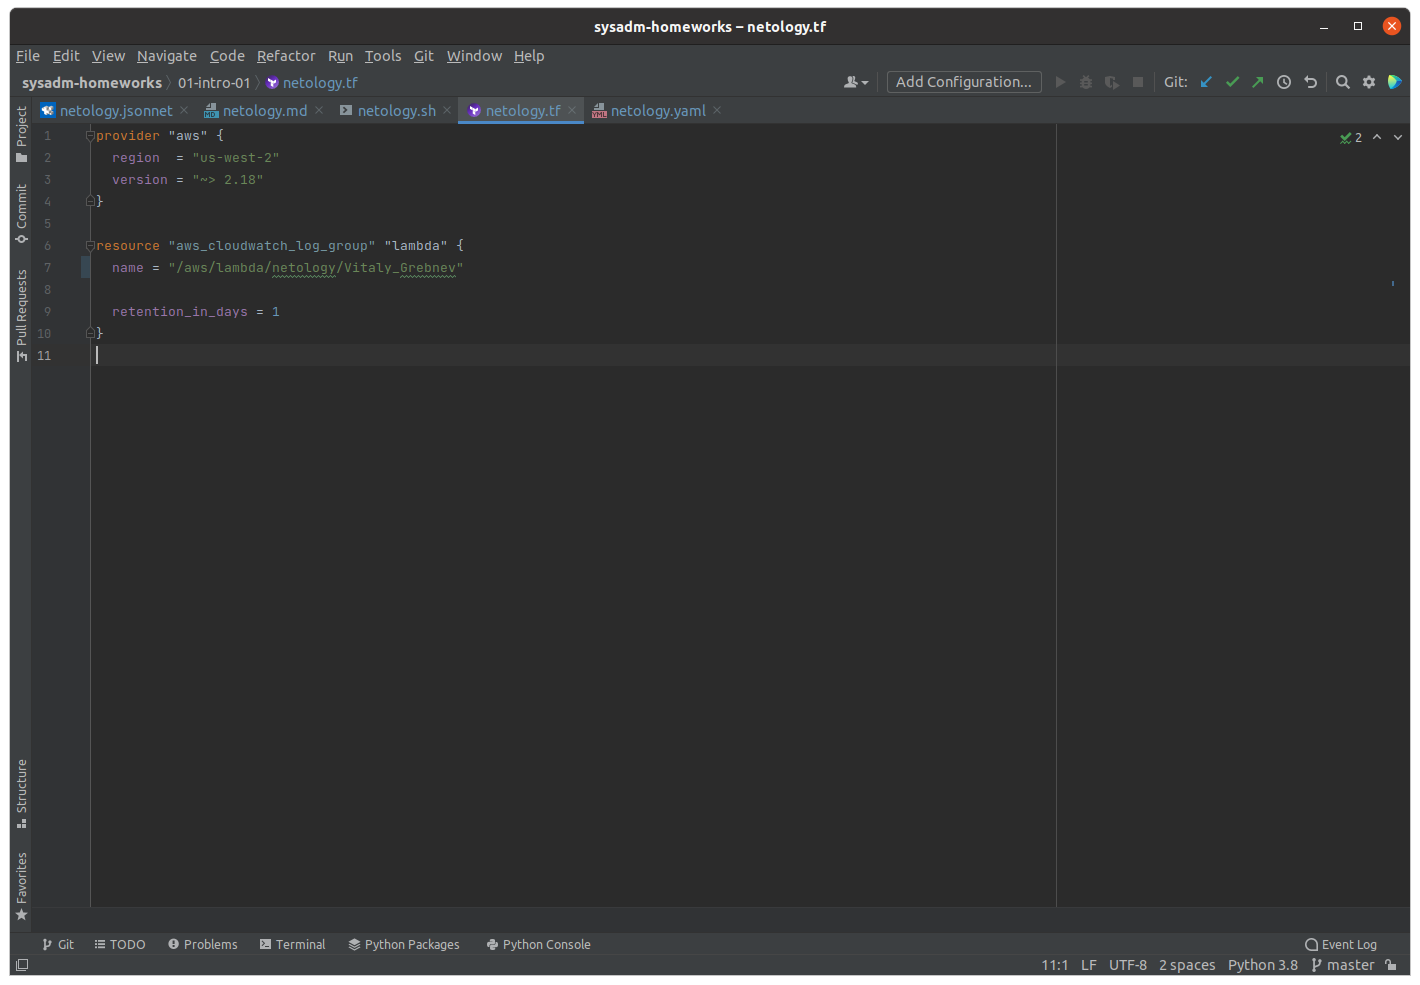 sysadm-homeworks – netology.tf
File Edit View Navigate Code Refactor Run Tools Git Window Help
sysadm-homeworks 01-intro-01 netology.tf Add Configuration... Git:
netology.jsonnet netology.md netology.sh netology.tf netology.yaml
Project
Commit
Pull Requests
Structure
Favorites
2
1 provider "aws" {
2   region  = "us-west-2"
3   version = "~> 2.18"
4 }
5
6 resource "aws_cloudwatch_log_group" "lambda" {
7   name = "/aws/lambda/netology/Vitaly_Grebnev"
8
9   retention_in_days = 1
10 }
11
Git TODO Problems Terminal Python Packages Python Console Event Log
11:1 LF UTF-8 2 spaces Python 3.8 master